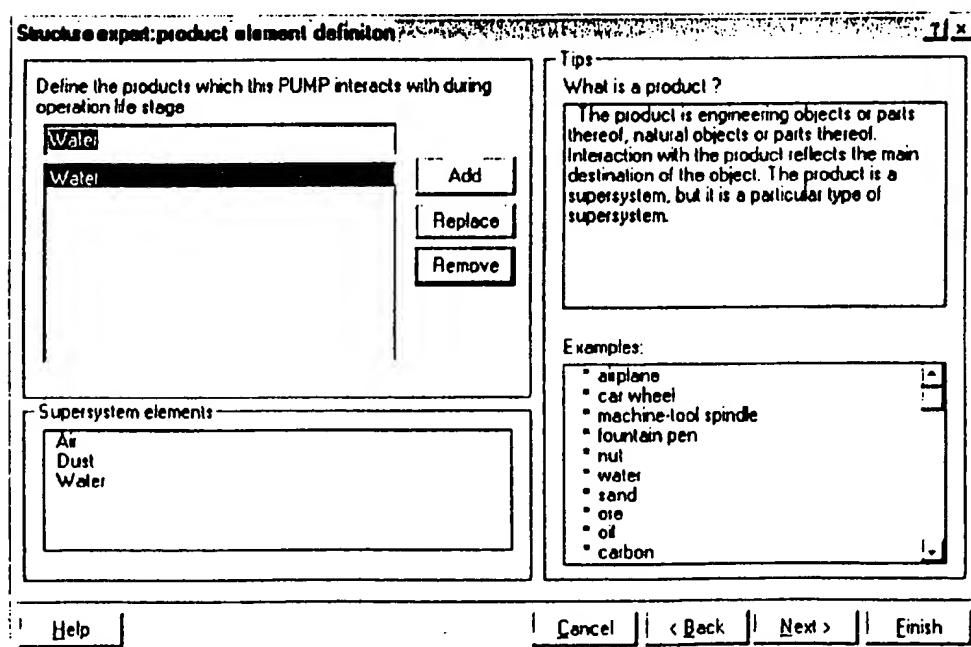 Structure expert:product element definiton
? x
Define the products which this PUMP interacts with during
operation life stage
Water
Water
Add
Replace
Remove
Supersystem elements
Air
Dust
Water
Tips
What is a product ?
The product is engineering objects or parts
thereof, natural objects or parts thereof.
Interaction with the product reflects the main
destination of the object. The product is a
supersystem, but it is a particular type of
supersystem.
Examples:
* airplane
* car wheel
* machine-tool spindle
* fountain pen
* nut
* water
* sand
* ore
* oil
* carbon
Help
Cancel
< Back
Next >
Finish